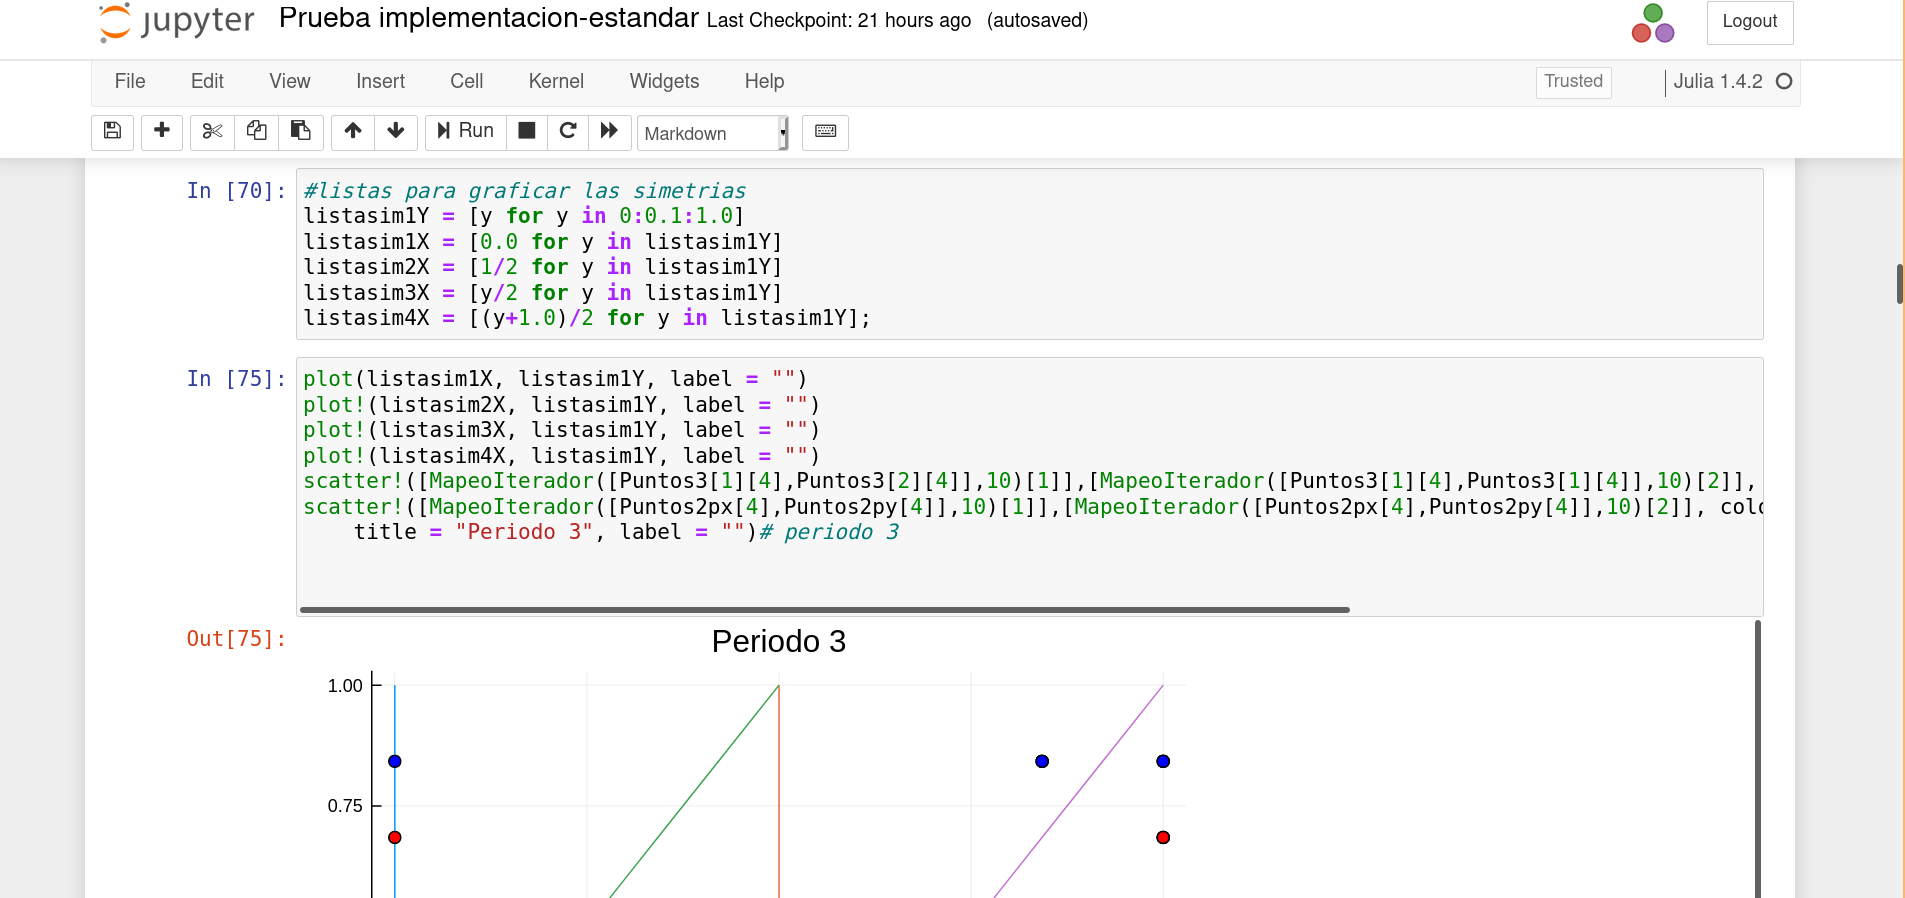 jupyter Prueba implementacion-estandar Last Checkpoint: 21 hours ago (autosaved) Logout
File Edit View Insert Cell Kernel Widgets Help Trusted Julia 1.4.2
Run Markdown
In [70]: #listas para graficar las simetrias
listasim1Y = [y for y in 0:0.1:1.0]
listasim1X = [0.0 for y in listasim1Y]
listasim2X = [1/2 for y in listasim1Y]
listasim3X = [y/2 for y in listasim1Y]
listasim4X = [(y+1.0)/2 for y in listasim1Y];
In [75]: plot(listasim1X, listasim1Y, label = "")
plot!(listasim2X, listasim1Y, label = "")
plot!(listasim3X, listasim1Y, label = "")
plot!(listasim4X, listasim1Y, label = "")
scatter!([MapeoIterador([Puntos3[1][4],Puntos3[2][4]],10)[1]],[MapeoIterador([Puntos3[1][4],Puntos3[1][4]],10)[2]],
scatter!([MapeoIterador([Puntos2px[4],Puntos2py[4]],10)[1]],[MapeoIterador([Puntos2px[4],Puntos2py[4]],10)[2]], colo
title = "Periodo 3", label = "")# periodo 3
Out[75]:
Periodo 3
1.00
0.75